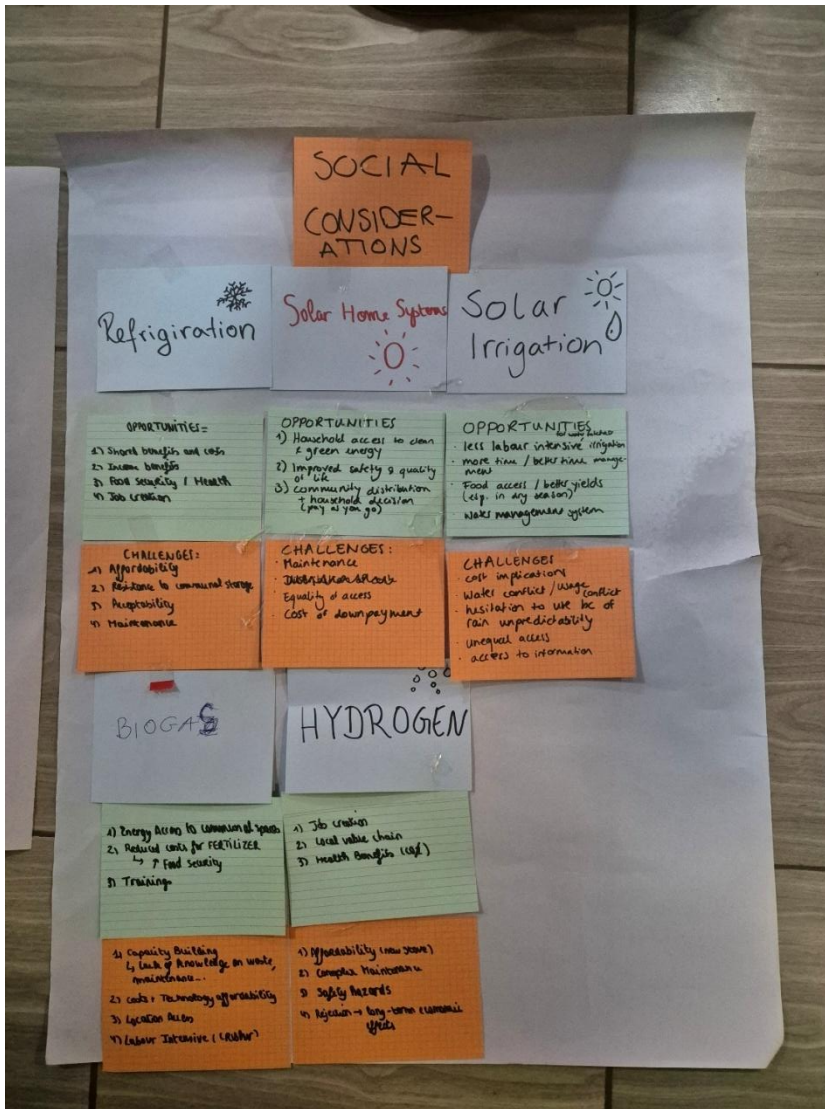 SOCIAL
CONSIDER-
ATIONS
Refrigiration
Solar Home Systems
Solar
Irrigation
OPPORTUNITIES:
1) Shared benefits and costs
2) Income benefits
3) Food Security / Health
4) Job creation
OPPORTUNITIES
1) Household access to clean
& green energy
2) Improved safety & quality
of life
3) community distribution
+ household decision
(pay as you go)
OPPORTUNITIES
less labour intensive irrigation
· more time / better time manage-
ment
· Food access / better yields
(e.g. in dry season)
· Water management system
CHALLENGES:
1) Affordability
2) Resistance to communal storage
3) Acceptability
4) Maintenance
CHALLENGES:
· Maintenance
· Equality of access
· Cost of downpayment
CHALLENGES
· cost implications
· Water conflict / usage conflict
· hesitation to use bc of
rain unpredictability
· unequal access
· access to information
BIOGAS
HYDROGEN
1) Energy Access to communal spaces
2) Reduced costs for FERTILIZER
↳ ↑ Food Security
3) Trainings
1) Job creation
2) Local value chain
3) Health Benefits
1) Capacity Building
↳ Lack of knowledge on waste,
maintenance...
2) Costs + Technology affordability
3) Location Access
4) Labour Intensive
1) Affordability (new stove)
2) Complex Maintenance
3) Safety Hazards
4) Rejection → long-term economic
effects